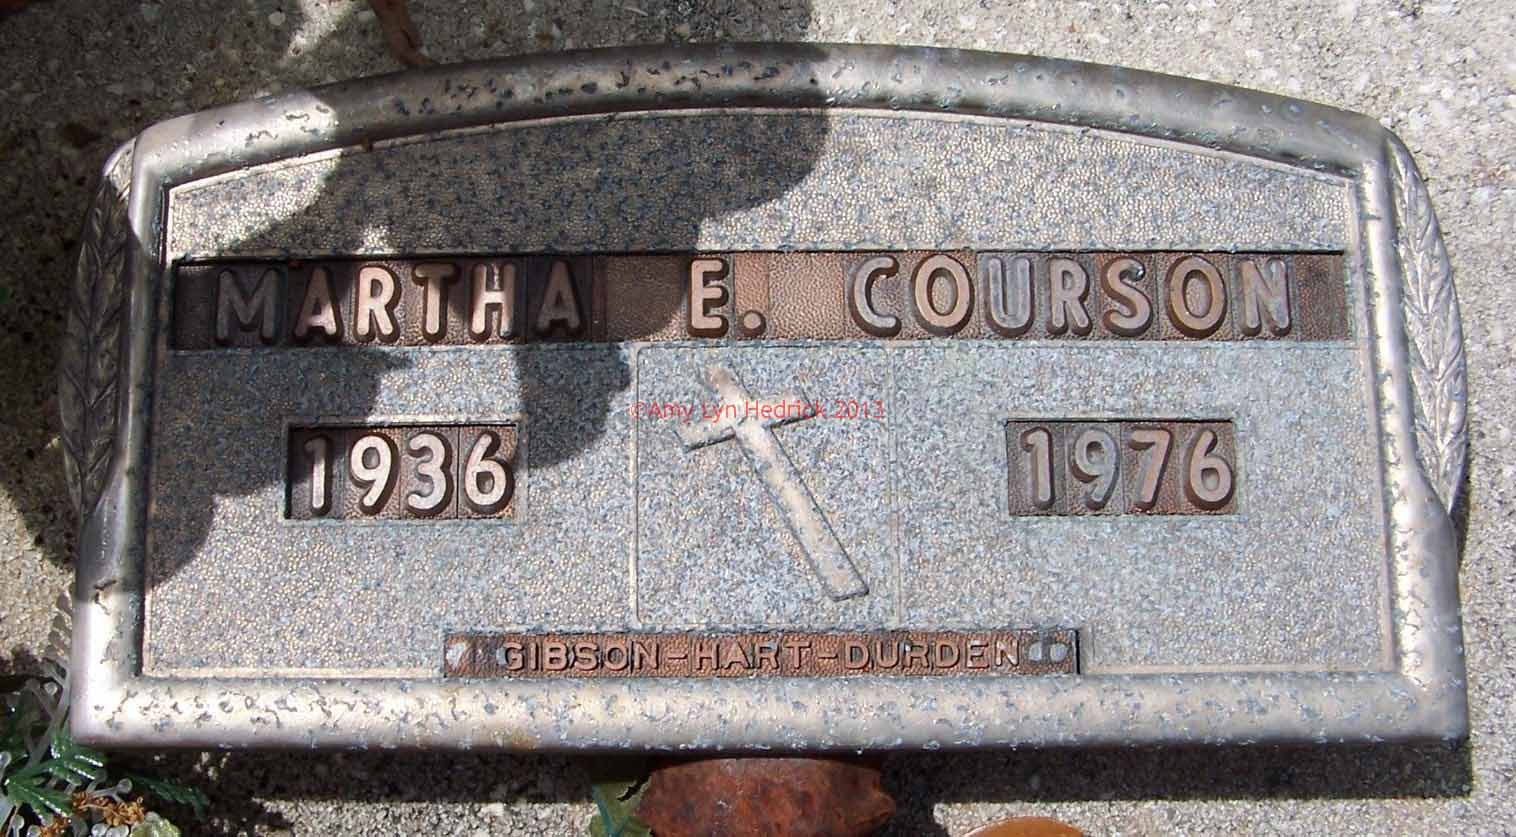 MARTHA E. COURSON
©Amy Lyn Hedrick 2013
1936 1976
GIBSON-HART-DURDEN